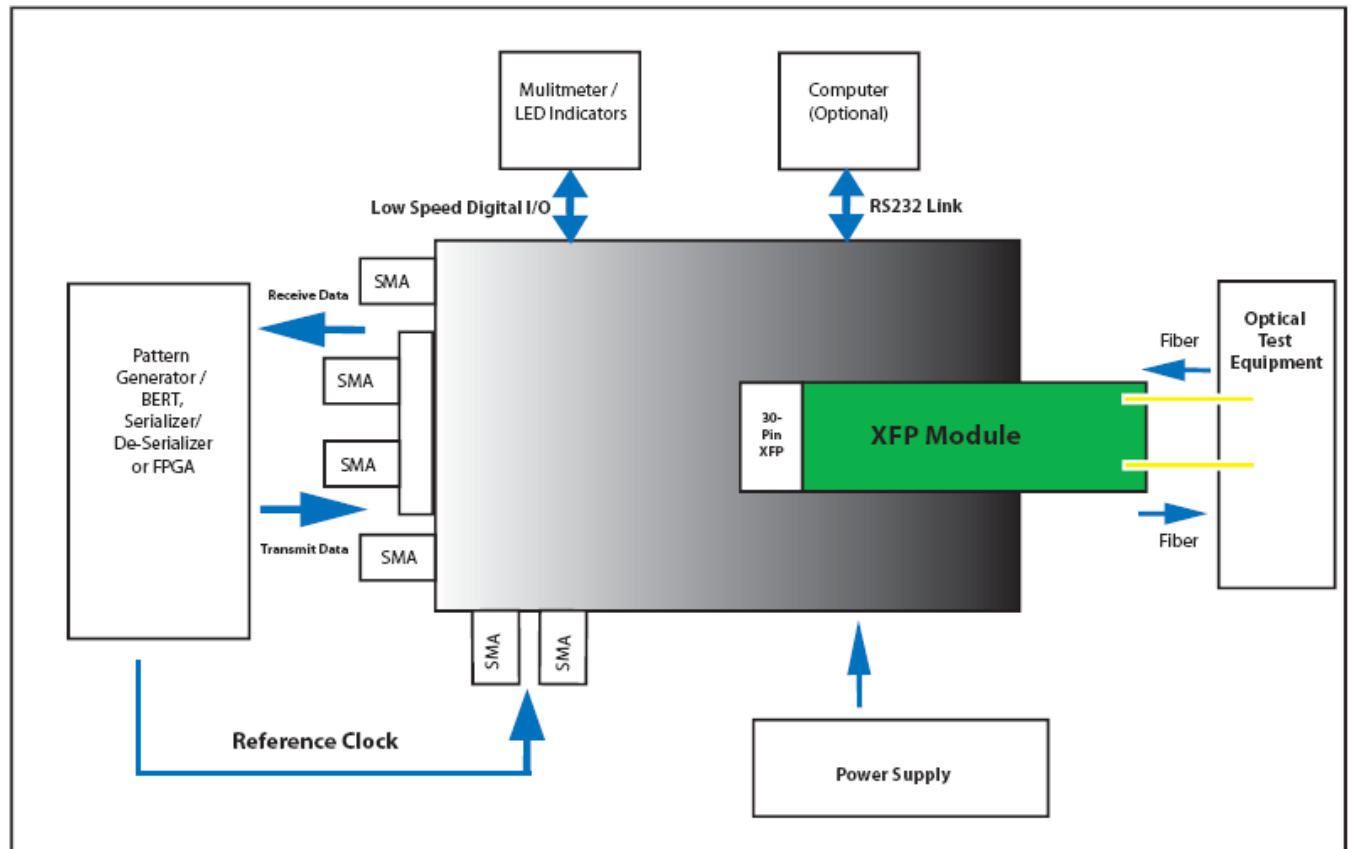 Mulitmeter /
LED Indicators
Computer
(Optional)
Low Speed Digital I/O
RS232 Link
SMA
Receive Data
Pattern
Generator /
BERT,
Serializer/
De-Serializer
or FPGA
SMA
SMA
Transmit Data
SMA
30-
Pin
XFP
XFP Module
Fiber
Optical
Test
Equipment
Fiber
SMA
SMA
Reference Clock
Power Supply